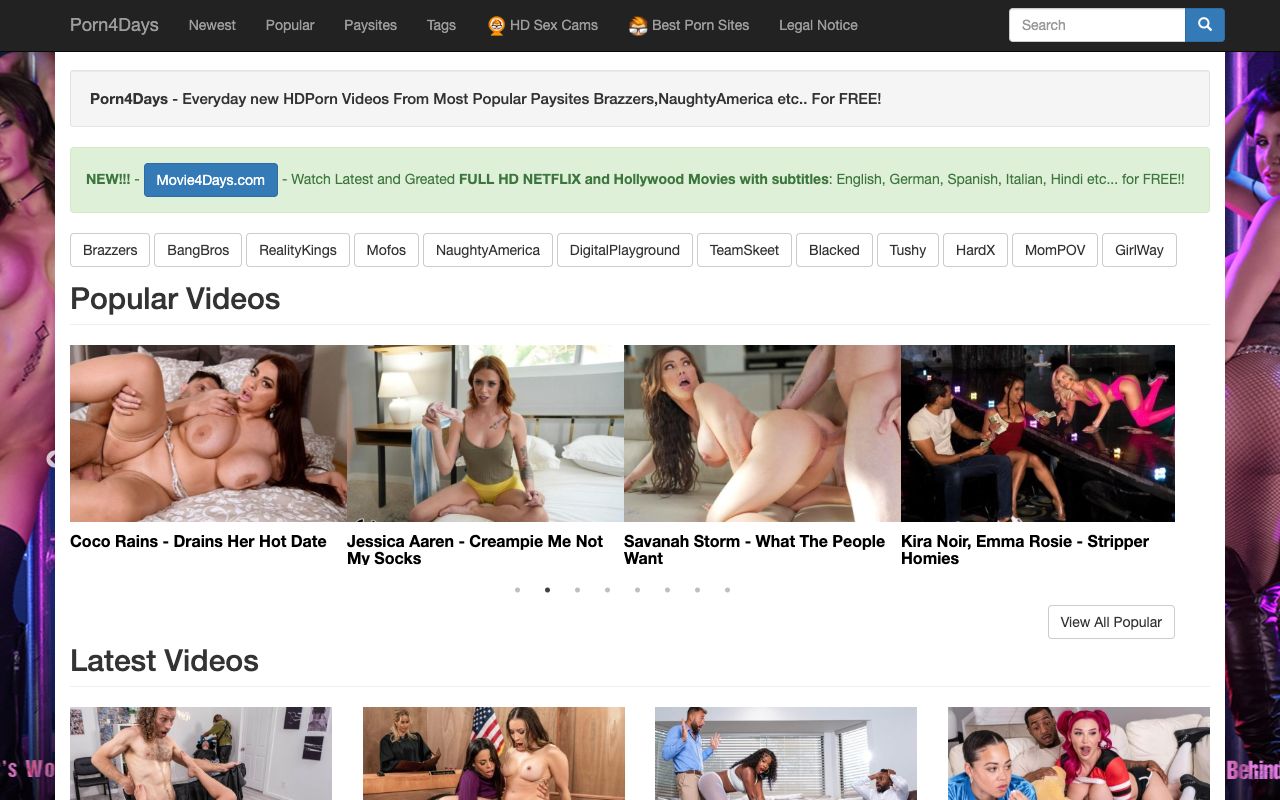 Porn4Days Newest Popular Paysites Tags HD Sex Cams Best Porn Sites Legal Notice Search
Porn4Days - Everyday new HDPorn Videos From Most Popular Paysites Brazzers,NaughtyAmerica etc.. For FREE!
NEW!!! - Movie4Days.com - Watch Latest and Greated FULL HD NETFLIX and Hollywood Movies with subtitles: English, German, Spanish, Italian, Hindi etc... for FREE!!
Brazzers BangBros RealityKings Mofos NaughtyAmerica DigitalPlayground TeamSkeet Blacked Tushy HardX MomPOV GirlWay
Popular Videos
Coco Rains - Drains Her Hot Date
Jessica Aaren - Creampie Me Not
My Socks
Savanah Storm - What The People
Want
Kira Noir, Emma Rosie - Stripper
Homies
View All Popular
Latest Videos
's Wo
Behind